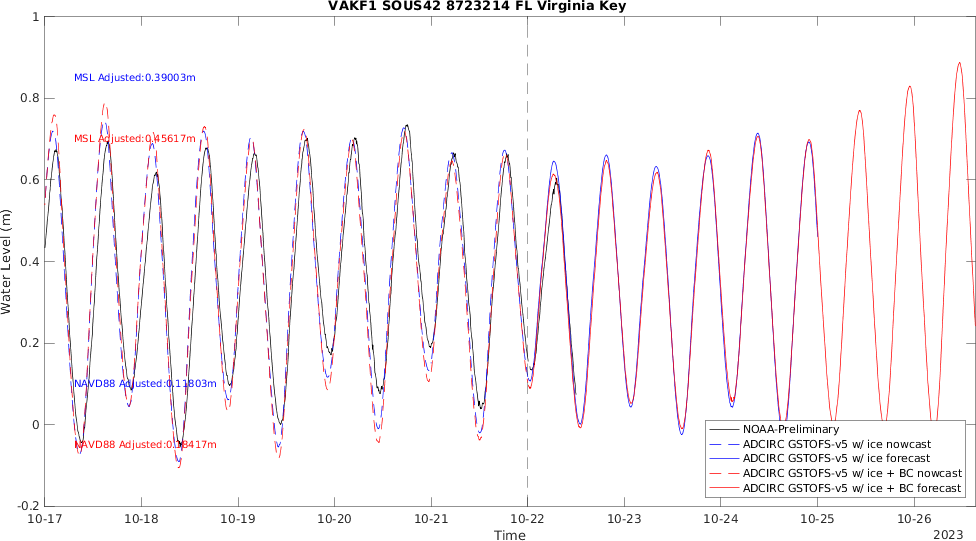 VAKF1 SOUS42 8723214 FL Virginia Key
1
0.8
0.6
0.4
0.2
0
-0.2
Water Level (m)
MSL Adjusted:0.39003m
MSL Adjusted:0.45617m
NAVD88 Adjusted:0.11803m
NAVD88 Adjusted:0.18417m
NOAA-Preliminary
ADCIRC GSTOFS-v5 w/ ice nowcast
ADCIRC GSTOFS-v5 w/ ice forecast
ADCIRC GSTOFS-v5 w/ ice + BC nowcast
ADCIRC GSTOFS-v5 w/ ice + BC forecast
10-17 10-18 10-19 10-20 10-21 10-22 10-23 10-24 10-25 10-26
Time
2023